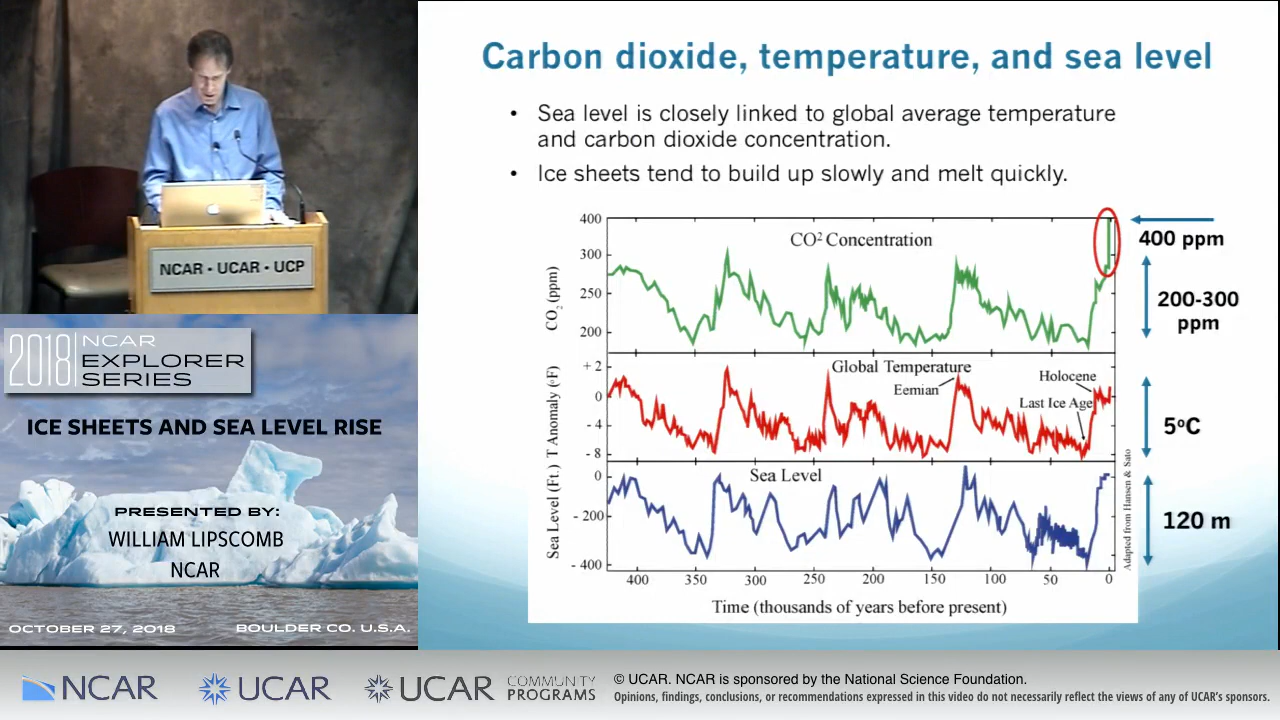 Carbon dioxide, temperature, and sea level
• Sea level is closely linked to global average temperature
and carbon dioxide concentration.
• Ice sheets tend to build up slowly and melt quickly.
400
300
250
200
CO₂ (ppm)
CO² Concentration
400 ppm
200-300
ppm
+ 2
0
- 4
- 8
T Anomaly (ºF)
Global Temperature
Eemian
Holocene
Last Ice Age
5ºC
0
- 200
- 400
Sea Level (Ft.)
Sea Level
120 m
Adapted from Hansen & Sato
400 350 300 250 200 150 100 50 0
Time (thousands of years before present)
NCAR • UCAR • UCP
2018 NCAR
EXPLORER
SERIES
ICE SHEETS AND SEA LEVEL RISE
PRESENTED BY:
WILLIAM LIPSCOMB
NCAR
OCTOBER 27, 2018 BOULDER CO. U.S.A.
NCAR UCAR UCAR COMMUNITY
PROGRAMS
© UCAR. NCAR is sponsored by the National Science Foundation.
Opinions, findings, conclusions, or recommendations expressed in this video do not necessarily reflect the views of any of UCAR's sponsors.